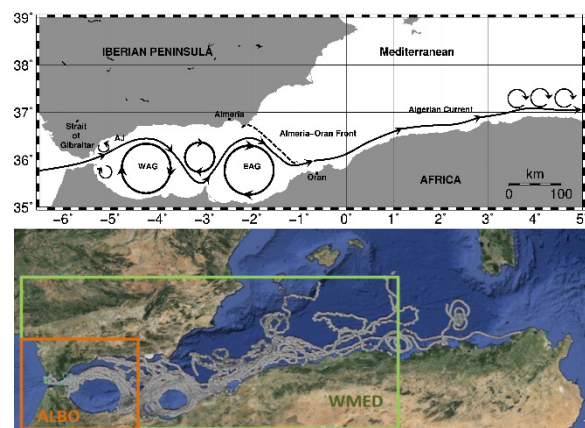 39°
IBERIAN PENINSULA
Mediterranean
38°
Algerian Current
37°
Almeria
Strait
of
Gibraltar
AJ
Almeria-Oran Front
36°
WAG
EAG
Oran
AFRICA
km
0 100
35°
-6° -5° -4° -3° -2° -1° 0° 1° 2° 3° 4° 5°
ALBO
WMED